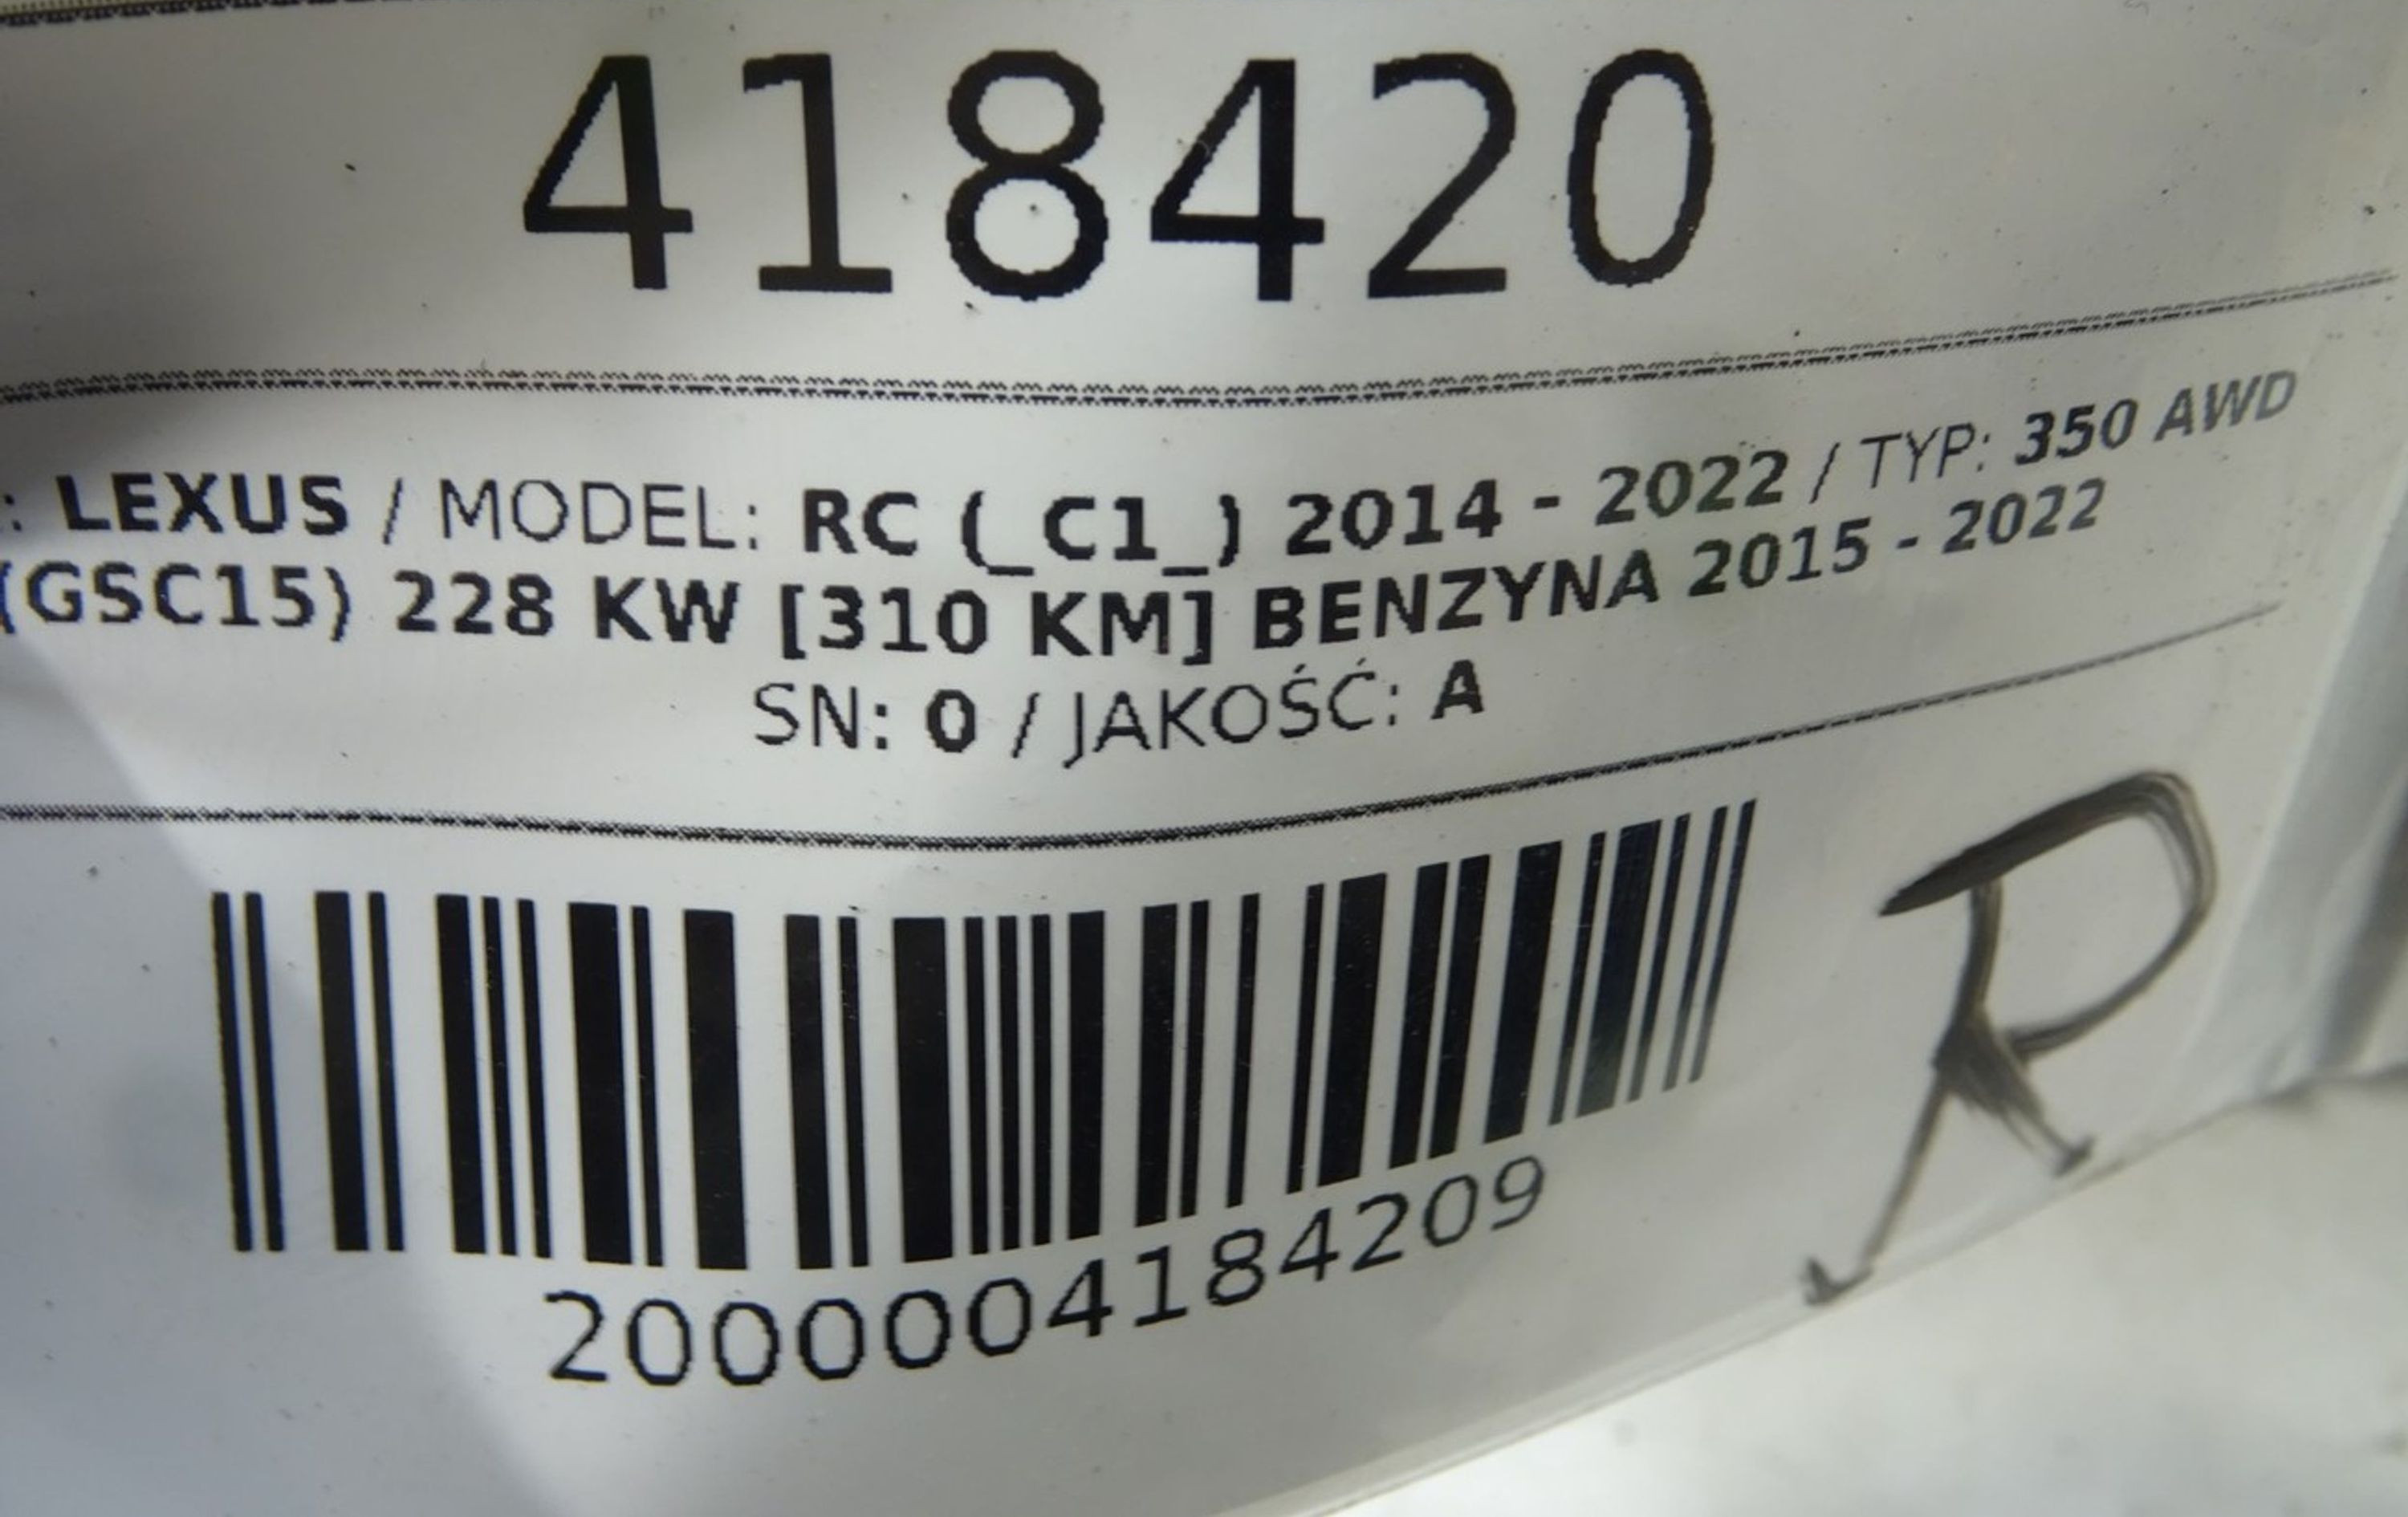 418420
: LEXUS / MODEL: RC (_C1_) 2014 - 2022 / TYP: 350 AWD
(GSC15) 228 KW [310 KM] BENZYNA 2015 - 2022
SN: 0 / JAKOŚĆ: A
R
2000004184209